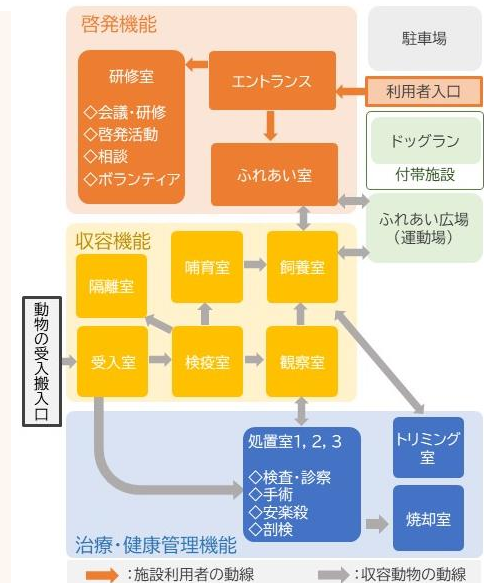 啓発機能
駐車場
研修室
◇会議・研修
◇啓発活動
◇相談
◇ボランティア
エントランス
利用者入口
ドッグラン
付帯施設
ふれあい室
ふれあい広場
(運動場)
収容機能
隔離室
哺育室
飼養室
動物の受入搬入口
受入室
検疫室
観察室
処置室1, 2, 3
◇検査・診察
◇手術
◇安楽殺
◇剖検
トリミング
室
焼却室
治療・健康管理機能
:施設利用者の動線
:収容動物の動線